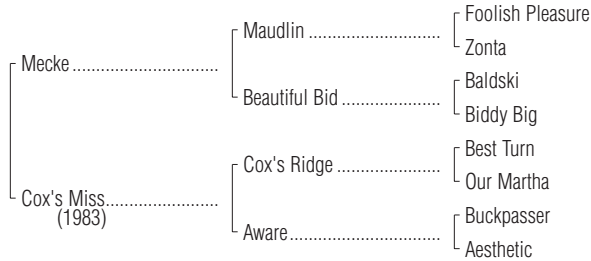 Foolish Pleasure
Maudlin ..............................
Zonta
Mecke .................................
Baldski
Beautiful Bid ......................
Biddy Big
Best Turn
Cox's Ridge .......................
Our Martha
Cox's Miss.........................
(1983)
Buckpasser
Aware..................................
Aesthetic